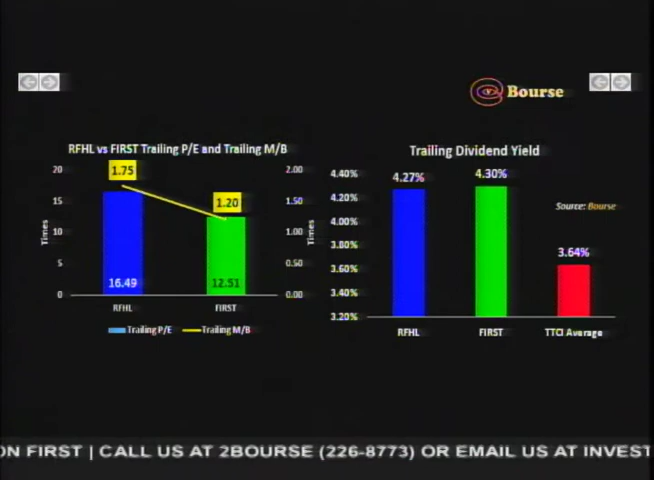 Bourse
RFHL vs FIRST Trailing P/E and Trailing M/B
20
15
10
5
0
Times
1.75
1.20
16.49
12.51
2.00
1.50
1.00
0.50
0.00
Times
RFHL
FIRST
Trailing P/E
Trailing M/B
Trailing Dividend Yield
4.40%
4.20%
4.00%
3.80%
3.60%
3.40%
3.20%
4.27%
4.30%
3.64%
Source: Bourse
RFHL
FIRST
TTCI Average
ON FIRST | CALL US AT 2BOURSE (226-8773) OR EMAIL US AT INVEST